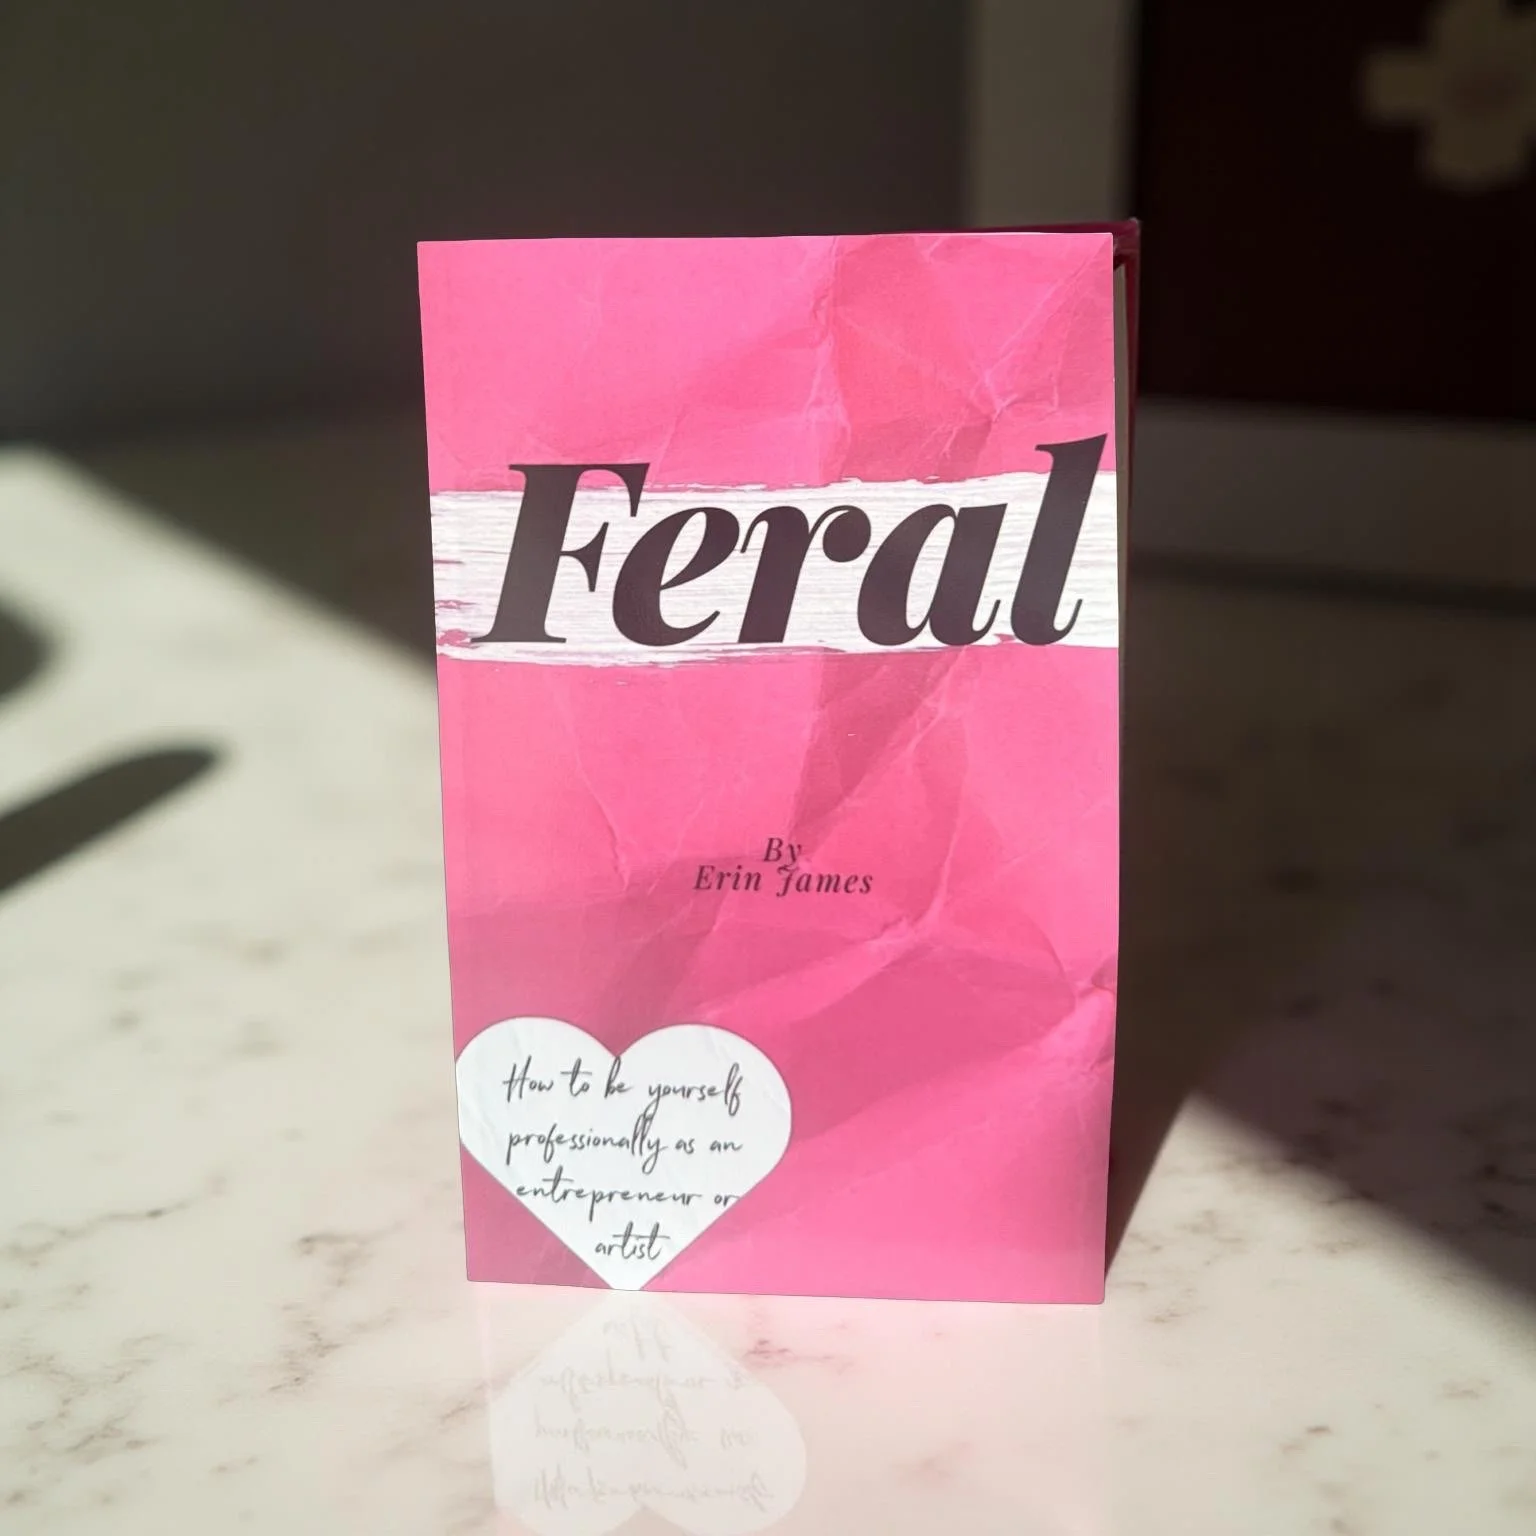 Feral
By
Erin James
How to be yourself
professionally as an
entrepreneur or
artist